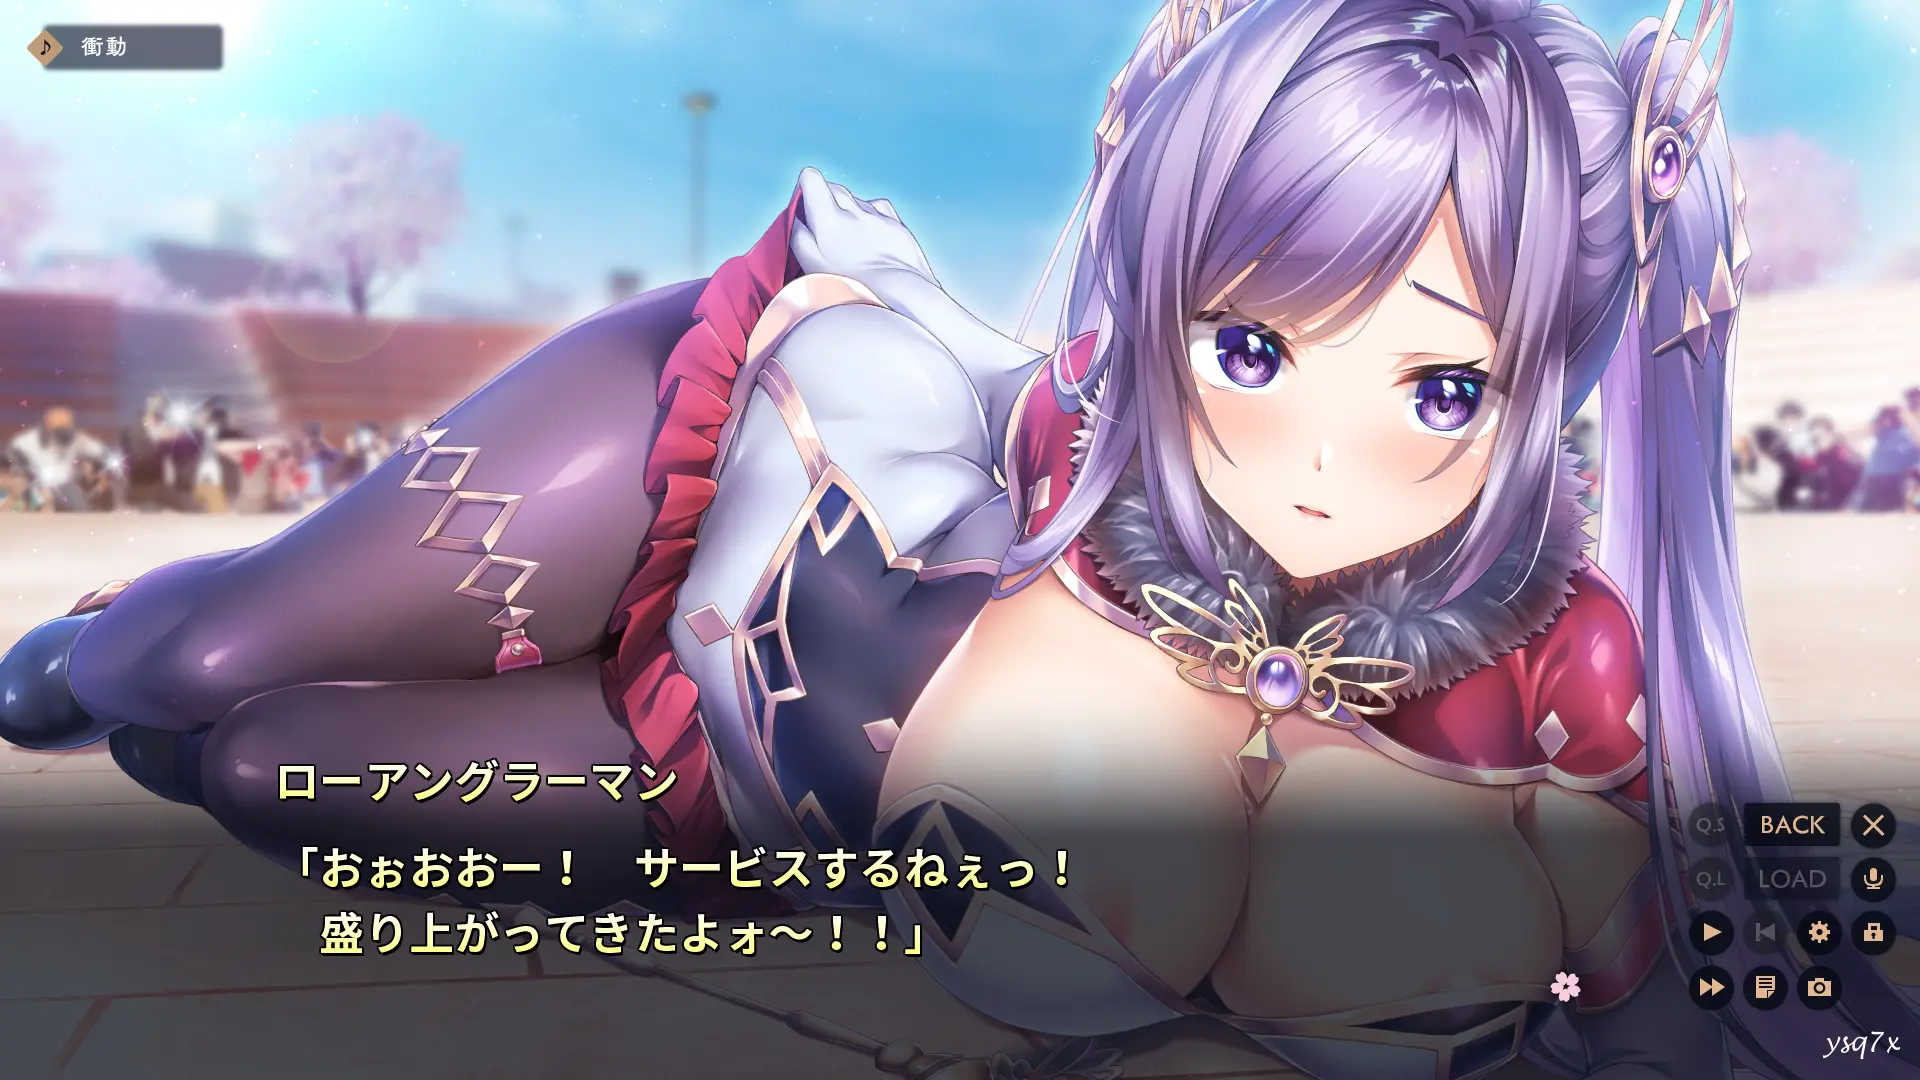 衝動
ローアングラーマン
「おぉおおー！　サービスするねぇっ！
盛り上がってきたよォ～！！」
Q.S BACK
Q.L LOAD
ysq7x